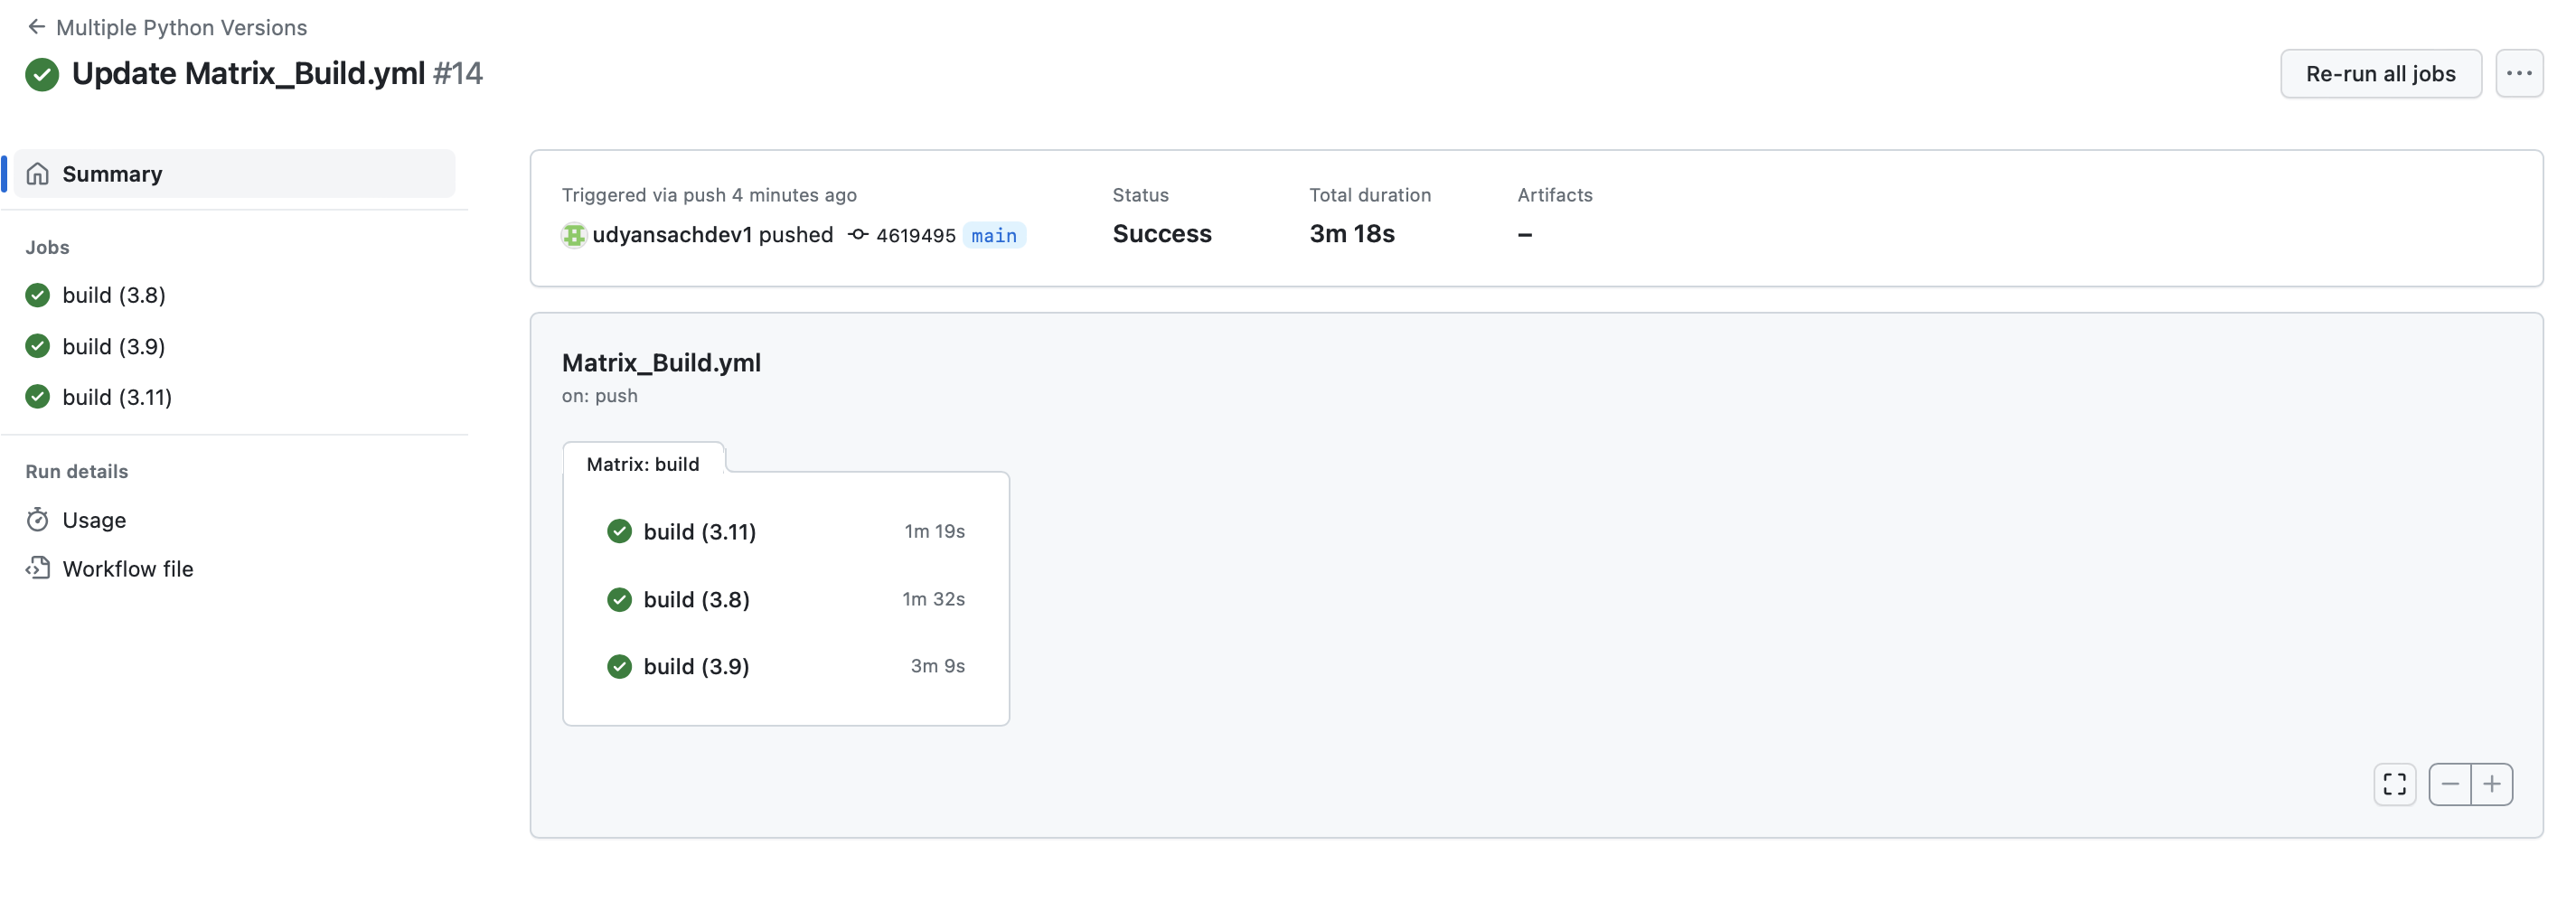 Multiple Python Versions
Update Matrix_Build.yml #14
Re-run all jobs
Summary
Jobs
build (3.8)
build (3.9)
build (3.11)
Run details
Usage
Workflow file
Triggered via push 4 minutes ago
udyansachdev1 pushed 4619495 main
Status
Success
Total duration
3m 18s
Artifacts
–
Matrix_Build.yml
on: push
Matrix: build
build (3.11) 1m 19s
build (3.8) 1m 32s
build (3.9) 3m 9s